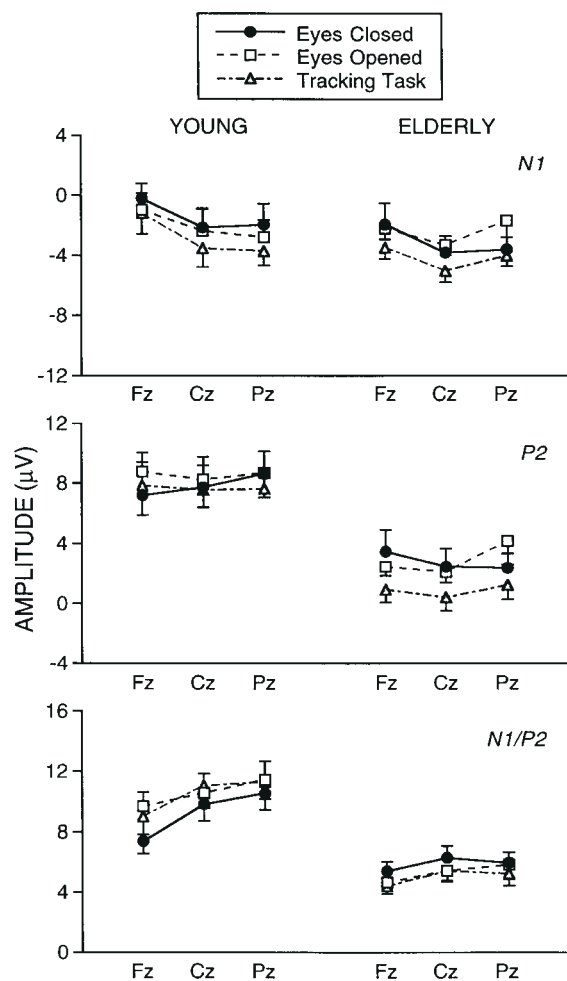 Eyes Closed
Eyes Opened
Tracking Task
YOUNG ELDERLY
N1
4
0
-4
-8
-12
Fz Cz Pz Fz Cz Pz
P2
12
8
4
0
-4
Fz Cz Pz Fz Cz Pz
AMPLITUDE (μV)
N1/P2
16
12
8
4
0
Fz Cz Pz Fz Cz Pz